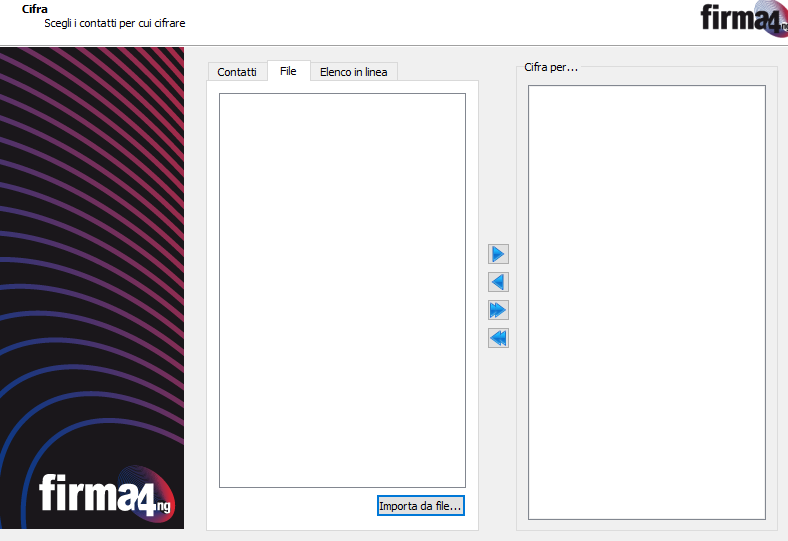 Cifra
Scegli i contatti per cui cifrare
firma4ng
Contatti
File
Elenco in linea
Cifra per...
Importa da file...
firma4ng